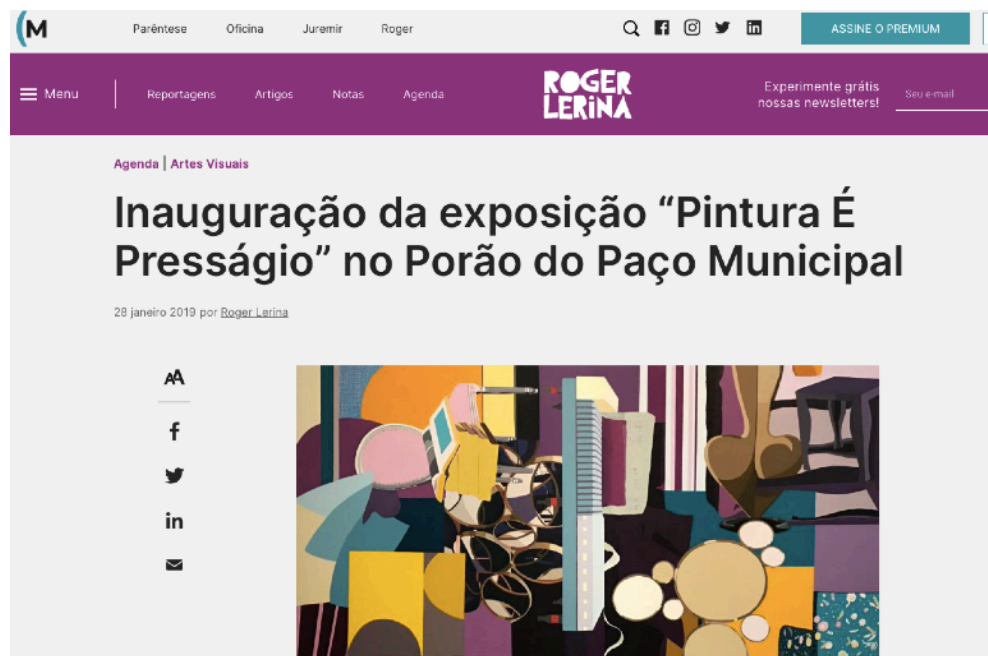 (M
Parêntese Oficina Juremir Roger
ASSINE O PREMIUM
Menu
Reportagens Artigos Notas Agenda
ROGER
LERINA
Experimente grátis
nossas newsletters!
Seu e-mail
Agenda | Artes Visuais
Inauguração da exposição “Pintura É
Pressságio” no Porão do Paço Municipal
28 janeiro 2019 por Roger Lerina
AA